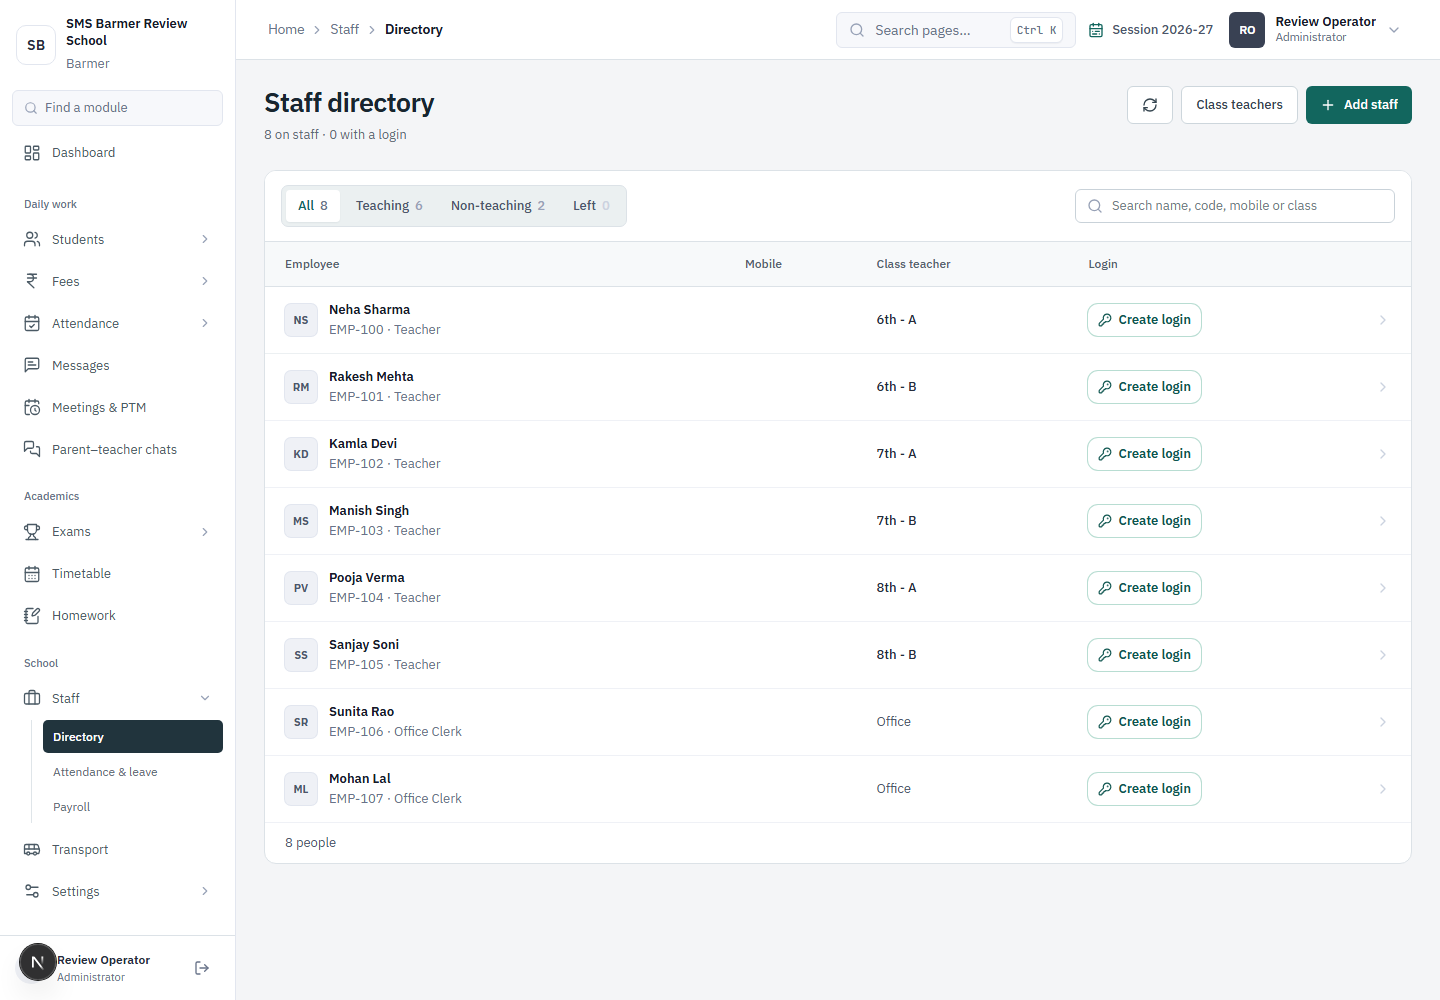 SB
SMS Barmer Review
School
Barmer
Find a module
Dashboard
Daily work
Students
Fees
Attendance
Messages
Meetings & PTM
Parent–teacher chats
Academics
Exams
Timetable
Homework
School
Staff
Directory
Attendance & leave
Payroll
Transport
Settings
N
Review Operator
Administrator
Home Staff Directory
Search pages... Ctrl K
Session 2026-27
RO
Review Operator
Administrator
Staff directory
8 on staff · 0 with a login
Class teachers
Add staff
All 8 Teaching 6 Non-teaching 2 Left 0
Search name, code, mobile or class
Employee Mobile Class teacher Login
NS Neha Sharma 6th - A Create login
EMP-100 · Teacher
RM Rakesh Mehta 6th - B Create login
EMP-101 · Teacher
KD Kamla Devi 7th - A Create login
EMP-102 · Teacher
MS Manish Singh 7th - B Create login
EMP-103 · Teacher
PV Pooja Verma 8th - A Create login
EMP-104 · Teacher
SS Sanjay Soni 8th - B Create login
EMP-105 · Teacher
SR Sunita Rao Office Create login
EMP-106 · Office Clerk
ML Mohan Lal Office Create login
EMP-107 · Office Clerk
8 people